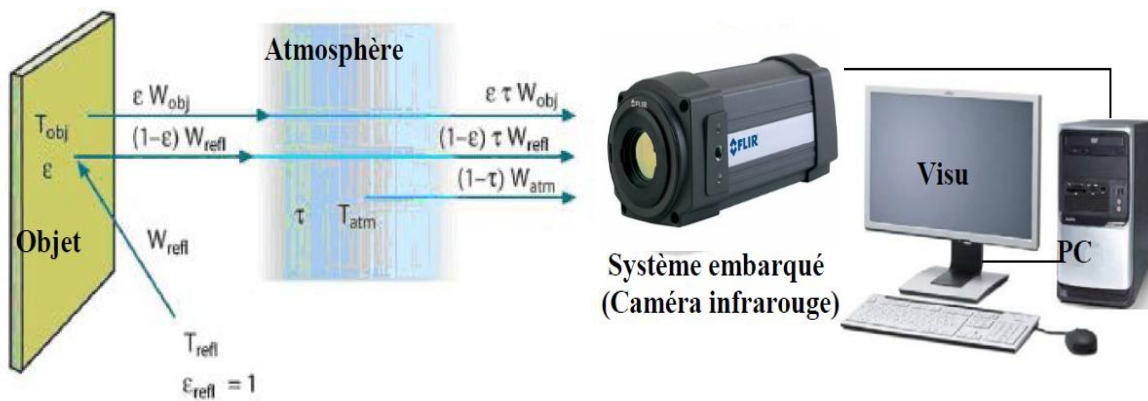 Atmosphère
ε W_obj
ε τ W_obj
T_obj
(1-ε) W_refl
(1-ε) τ W_refl
ε
(1-τ) W_atm
τ
T_atm
Objet
W_refl
T_refl
ε_refl = 1
FLIR
FLIR
Système embarqué
(Caméra infrarouge)
Visu
PC